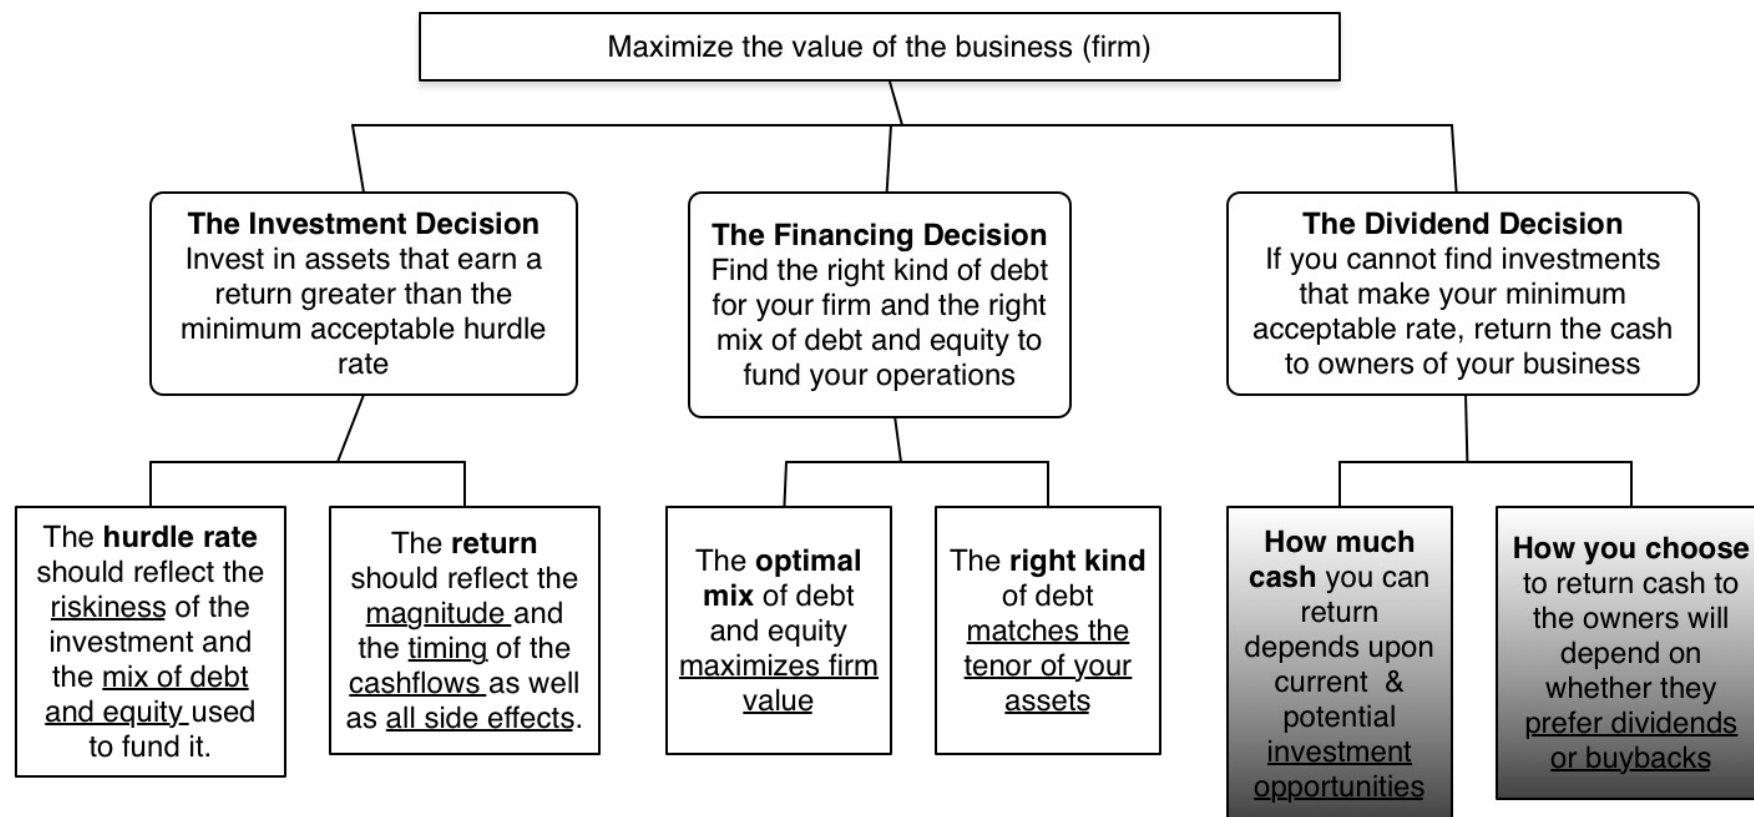 Maximize the value of the business (firm)
The Investment Decision
Invest in assets that earn a
return greater than the
minimum acceptable hurdle
rate
The Financing Decision
Find the right kind of debt
for your firm and the right
mix of debt and equity to
fund your operations
The Dividend Decision
If you cannot find investments
that make your minimum
acceptable rate, return the cash
to owners of your business
The hurdle rate
should reflect the
riskiness of the
investment and
the mix of debt
and equity used
to fund it.
The return
should reflect the
magnitude and
the timing of the
cashflows as well
as all side effects.
The optimal
mix of debt
and equity
maximizes firm
value
The right kind
of debt
matches the
tenor of your
assets
How much
cash you can
return
depends upon
current &
potential
investment
opportunities
How you choose
to return cash to
the owners will
depend on
whether they
prefer dividends
or buybacks